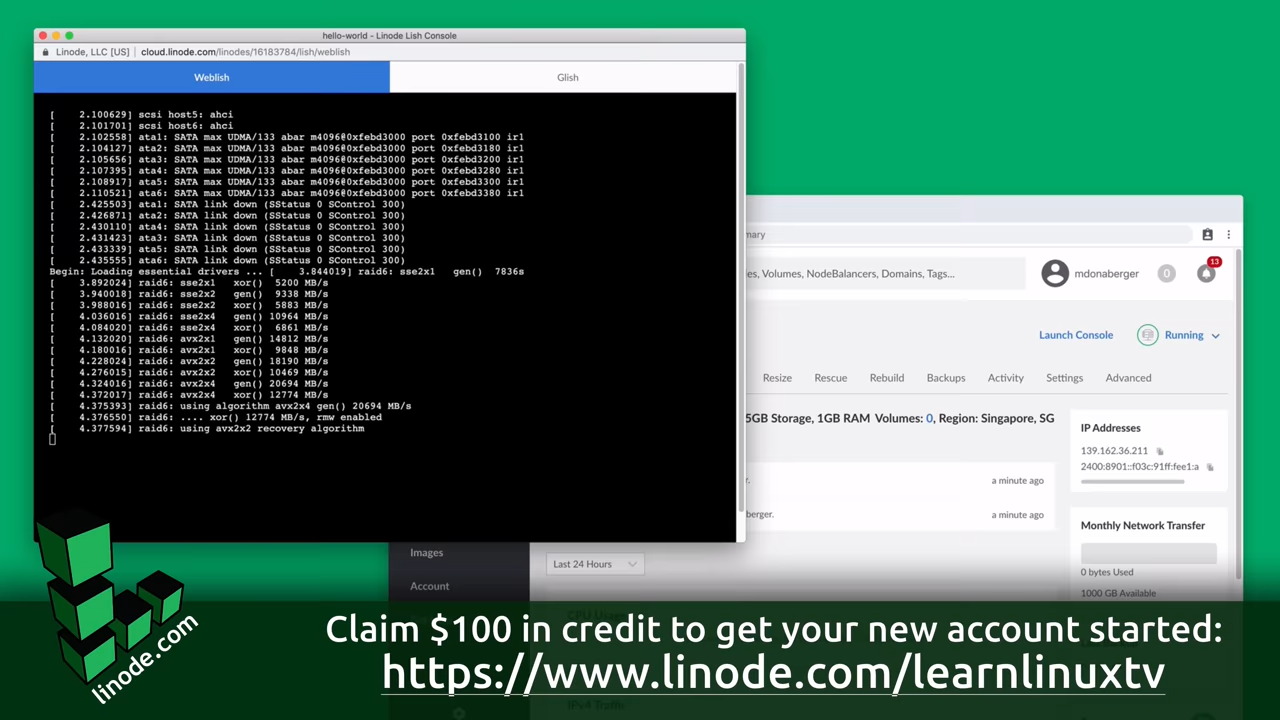 hello-world - Linode Lish Console
Linode, LLC [US] | cloud.linode.com/linodes/16183784/lish/weblish
Weblish
Glish
[    2.100629] scsi host5: ahci
[    2.101701] scsi host6: ahci
[    2.102558] ata1: SATA max UDMA/133 abar m4096@0xfebd3000 port 0xfebd3100 ir1
[    2.104127] ata2: SATA max UDMA/133 abar m4096@0xfebd3000 port 0xfebd3180 ir1
[    2.105656] ata3: SATA max UDMA/133 abar m4096@0xfebd3000 port 0xfebd3200 ir1
[    2.107395] ata4: SATA max UDMA/133 abar m4096@0xfebd3000 port 0xfebd3280 ir1
[    2.108917] ata5: SATA max UDMA/133 abar m4096@0xfebd3000 port 0xfebd3300 ir1
[    2.110521] ata6: SATA max UDMA/133 abar m4096@0xfebd3000 port 0xfebd3380 ir1
[    2.425503] ata1: SATA link down (SStatus 0 SControl 300)
[    2.426871] ata2: SATA link down (SStatus 0 SControl 300)
[    2.430110] ata4: SATA link down (SStatus 0 SControl 300)
[    2.431423] ata3: SATA link down (SStatus 0 SControl 300)
[    2.433339] ata5: SATA link down (SStatus 0 SControl 300)
[    2.435555] ata6: SATA link down (SStatus 0 SControl 300)
Begin: Loading essential drivers ... [    3.844019] raid6: sse2x1   gen()  7836s
[    3.892024] raid6: sse2x1   xor()  5200 MB/s
[    3.940018] raid6: sse2x2   gen()  9338 MB/s
[    3.988016] raid6: sse2x2   xor()  5883 MB/s
[    4.036016] raid6: sse2x4   gen() 10964 MB/s
[    4.084020] raid6: sse2x4   xor()  6861 MB/s
[    4.132020] raid6: avx2x1   gen() 14812 MB/s
[    4.180016] raid6: avx2x1   xor()  9848 MB/s
[    4.228024] raid6: avx2x2   gen() 18190 MB/s
[    4.276015] raid6: avx2x2   xor() 10469 MB/s
[    4.324016] raid6: avx2x4   gen() 20694 MB/s
[    4.372017] raid6: avx2x4   xor() 12774 MB/s
[    4.375393] raid6: using algorithm avx2x4 gen() 20694 MB/s
[    4.376550] raid6: .... xor() 12774 MB/s, rmw enabled
[    4.377594] raid6: using avx2x2 recovery algorithm
mary
es, Volumes, NodeBalancers, Domains, Tags...
mdonaberger
0
13
Launch Console
Running
Resize
Rescue
Rebuild
Backups
Activity
Settings
Advanced
5GB Storage, 1GB RAM Volumes: 0, Region: Singapore, SG
IP Addresses
139.162.36.211
2400:8901::f03c:91ff:fee1:a
r.
a minute ago
berger.
a minute ago
Monthly Network Transfer
0 bytes Used
1000 GB Available
Images
Account
Last 24 Hours
linode.com
Claim $100 in credit to get your new account started:
https://www.linode.com/learnlinuxtv
IPv4 Traffic